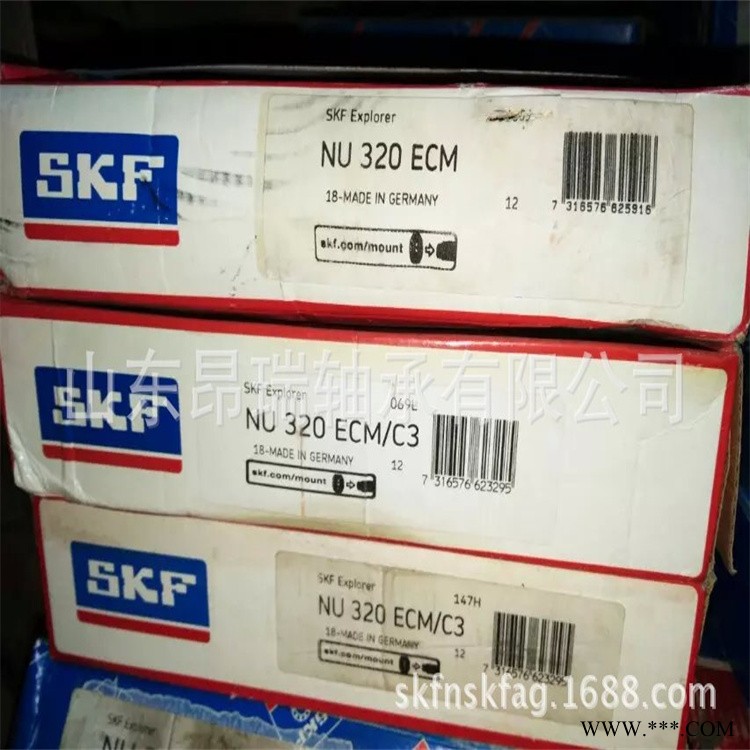 SKF
SKF Explorer
NU 320 ECM
18-MADE IN GERMANY
12
7 316576 825916
skf.com/mount
山东昂瑞轴承有限公司
SKF
SKF Explorer
069L
NU 320 ECM/C3
18-MADE IN GERMANY
12
7 316576 623295
skf.com/mount
SKF
SKF Explorer
147H
NU 320 ECM/C3
18-MADE IN GERMANY
12
7 316576 623295
skf.com/mount
skfnskfag.1688.com
SKF
NU
www.***.com